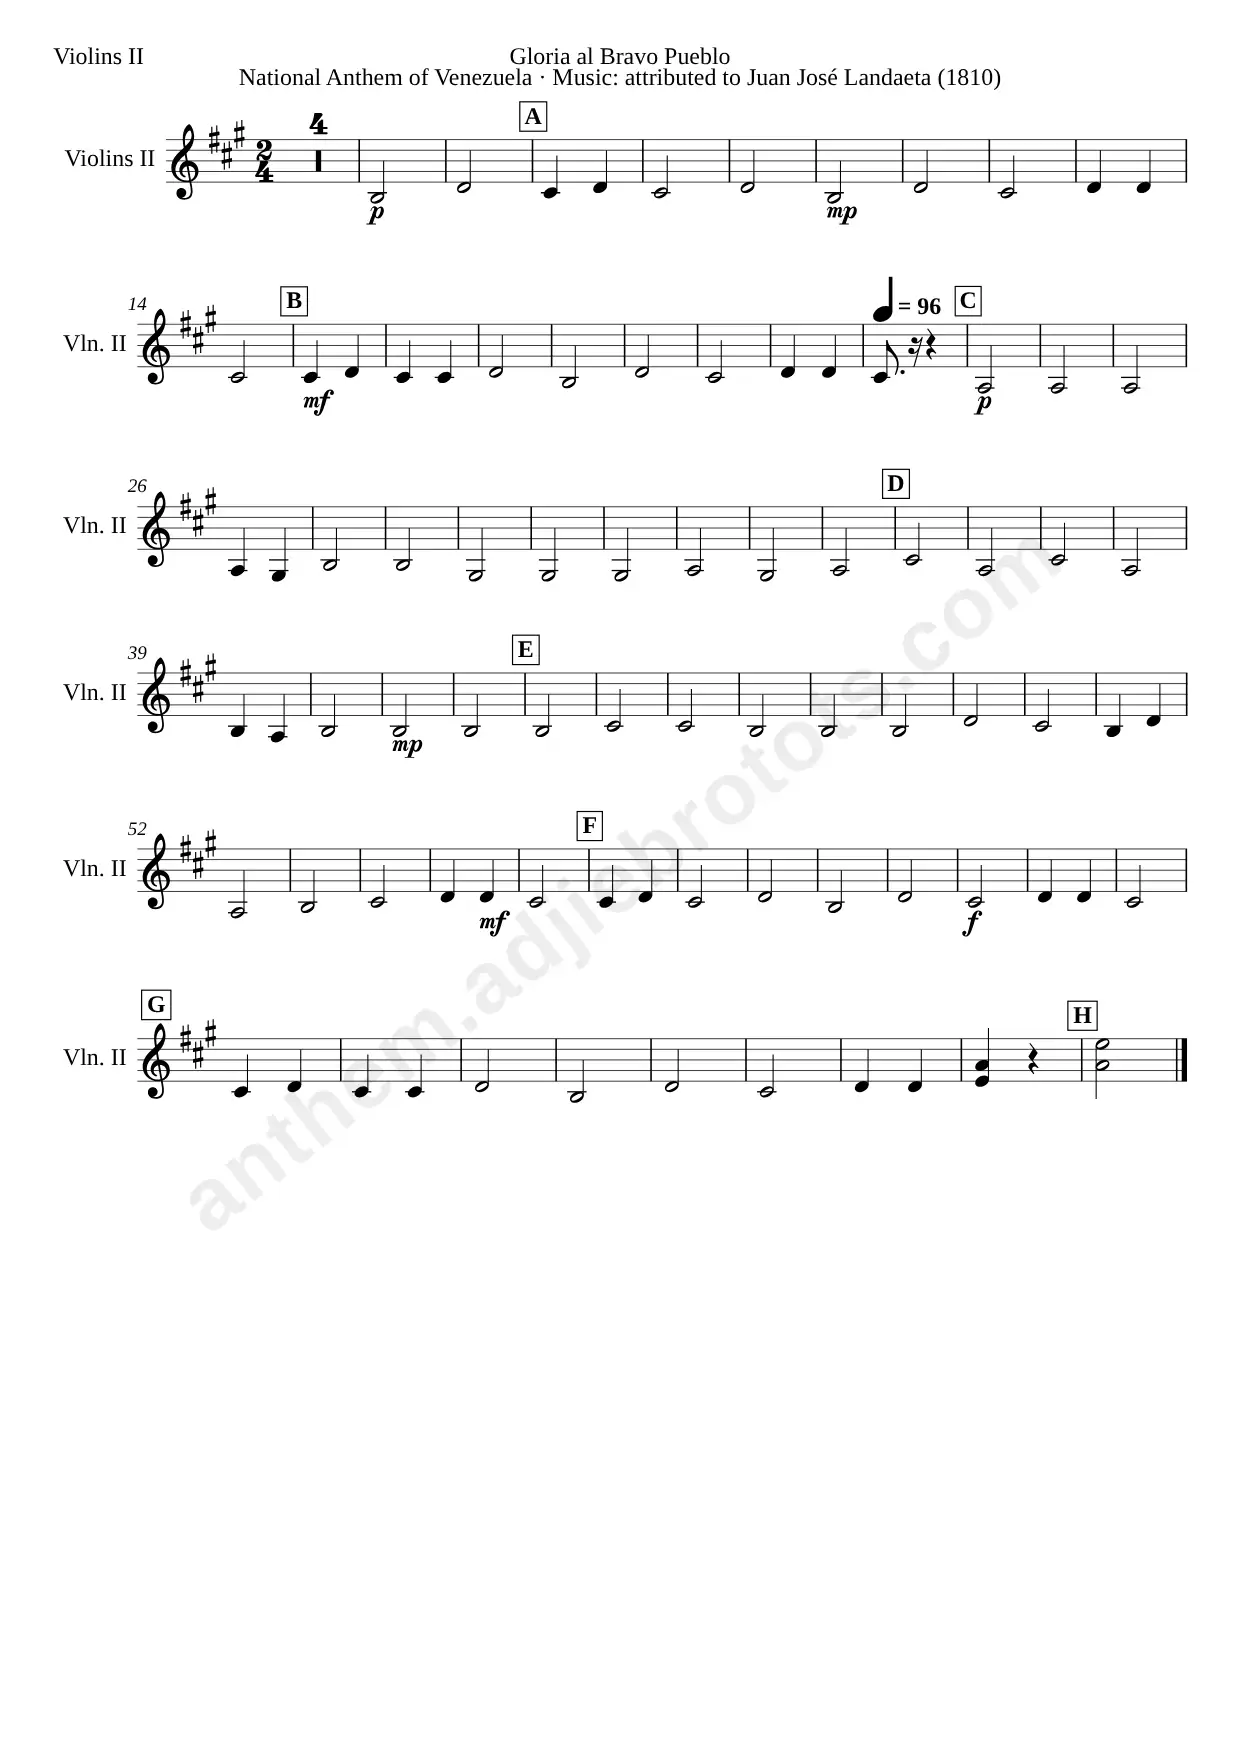 Violins II
Gloria al Bravo Pueblo
National Anthem of Venezuela · Music: attributed to Juan José Landaeta (1810)
A
4
Violins II
2
4
p
mp
14
B
= 96
C
Vln. II
mf
p
26
D
Vln. II
39
E
Vln. II
mp
52
F
Vln. II
mf
f
G
H
Vln. II
anthem.adjiebrotots.com